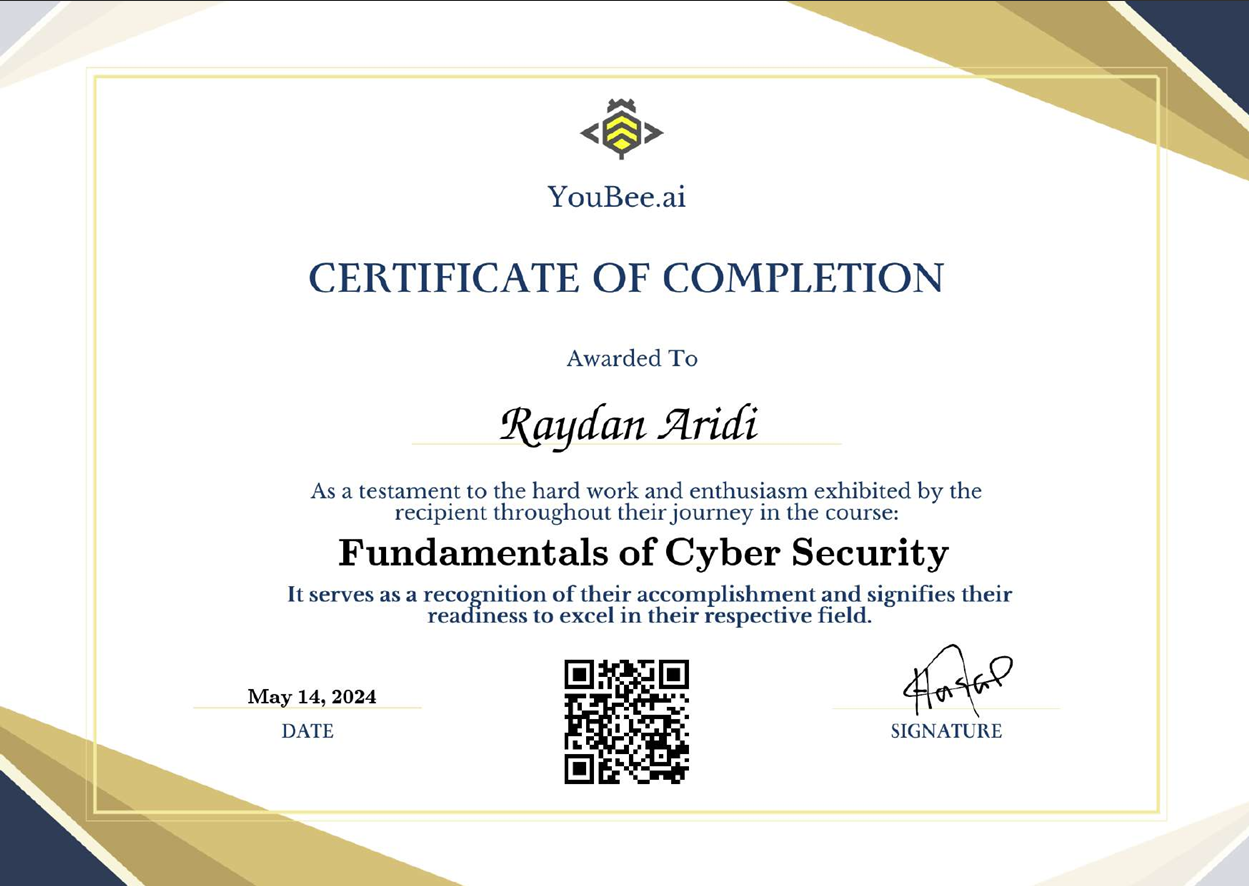 YouBee.ai
CERTIFICATE OF COMPLETION
Awarded To
Raydan Aridi
As a testament to the hard work and enthusiasm exhibited by the
recipient throughout their journey in the course:
Fundamentals of Cyber Security
It serves as a recognition of their accomplishment and signifies their
readiness to excel in their respective field.
May 14, 2024
DATE
SIGNATURE